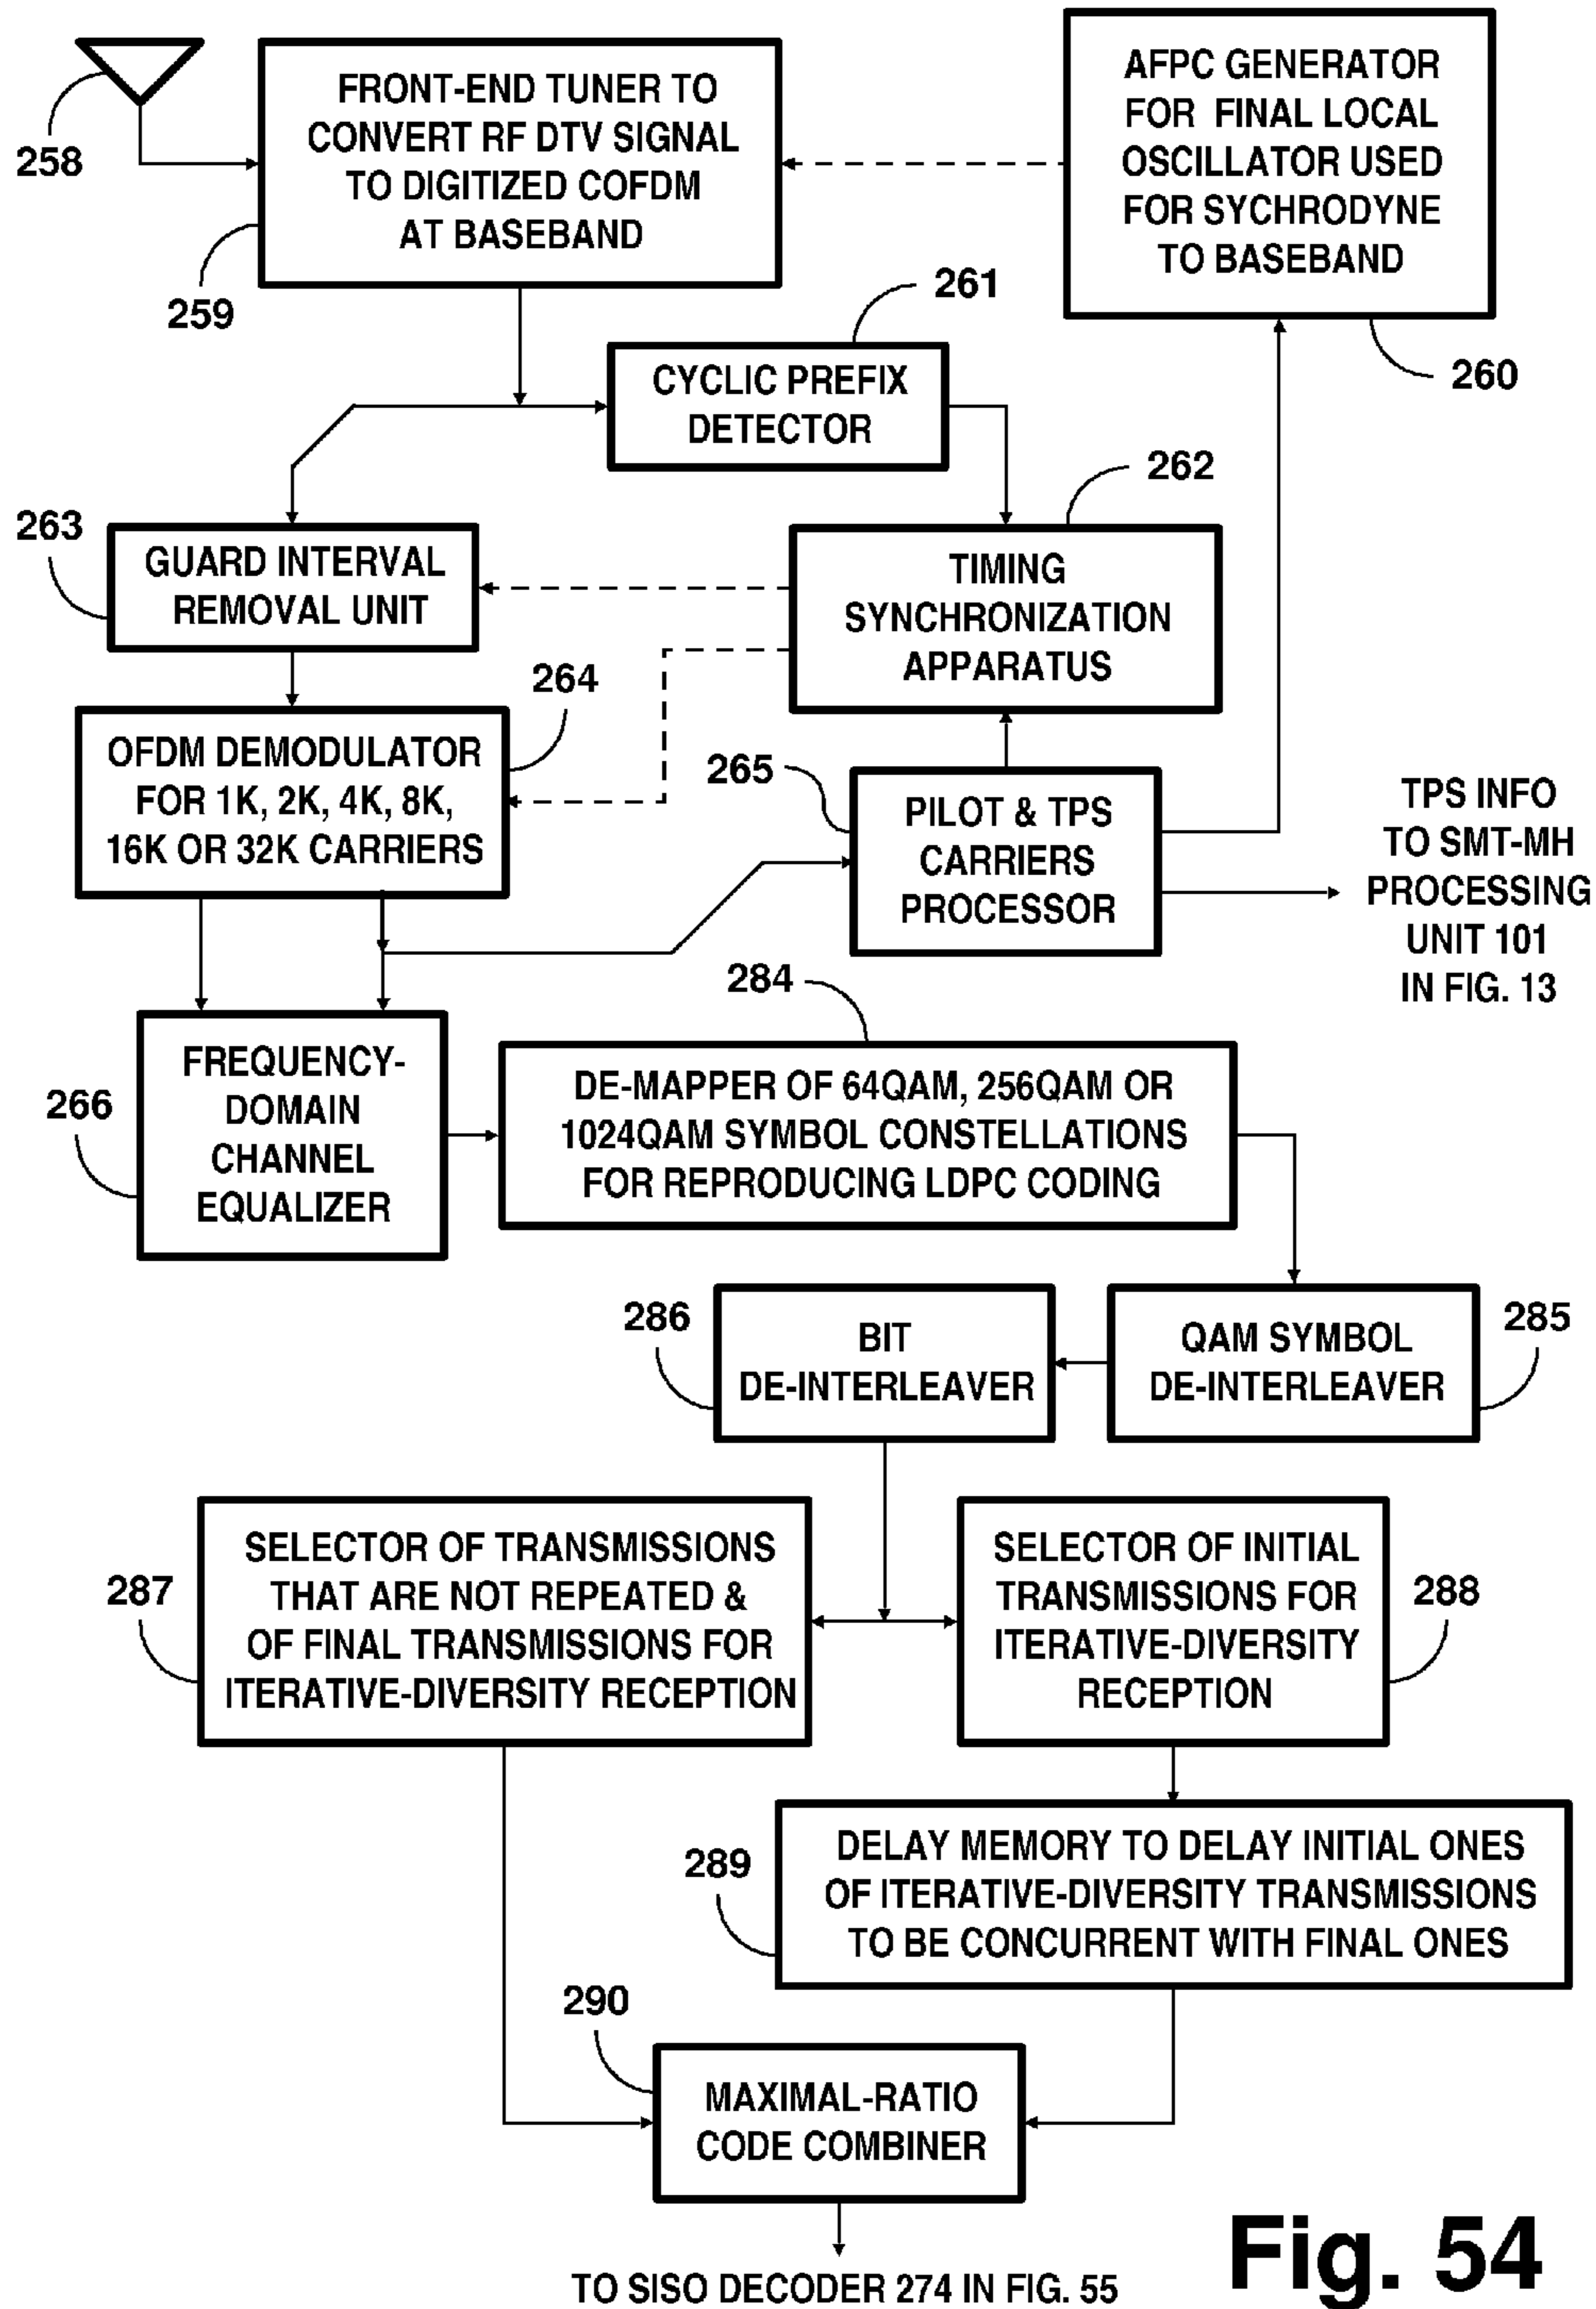 258
FRONT-END TUNER TO
CONVERT RF DTV SIGNAL
TO DIGITIZED COFDM
AT BASEBAND
259
AFPC GENERATOR
FOR FINAL LOCAL
OSCILLATOR USED
FOR SYCHRODYNE
TO BASEBAND
260
261
CYCLIC PREFIX
DETECTOR
262
TIMING
SYNCHRONIZATION
APPARATUS
263
GUARD INTERVAL
REMOVAL UNIT
264
OFDM DEMODULATOR
FOR 1K, 2K, 4K, 8K,
16K OR 32K CARRIERS
265
PILOT & TPS
CARRIERS
PROCESSOR
TPS INFO
TO SMT-MH
PROCESSING
UNIT 101
IN FIG. 13
266
FREQUENCY-
DOMAIN
CHANNEL
EQUALIZER
284
DE-MAPPER OF 64QAM, 256QAM OR
1024QAM SYMBOL CONSTELLATIONS
FOR REPRODUCING LDPC CODING
286
BIT
DE-INTERLEAVER
QAM SYMBOL
DE-INTERLEAVER
285
287
SELECTOR OF TRANSMISSIONS
THAT ARE NOT REPEATED &
OF FINAL TRANSMISSIONS FOR
ITERATIVE-DIVERSITY RECEPTION
SELECTOR OF INITIAL
TRANSMISSIONS FOR
ITERATIVE-DIVERSITY
RECEPTION
288
289
DELAY MEMORY TO DELAY INITIAL ONES
OF ITERATIVE-DIVERSITY TRANSMISSIONS
TO BE CONCURRENT WITH FINAL ONES
290
MAXIMAL-RATIO
CODE COMBINER
TO SISO DECODER 274 IN FIG. 55
Fig. 54